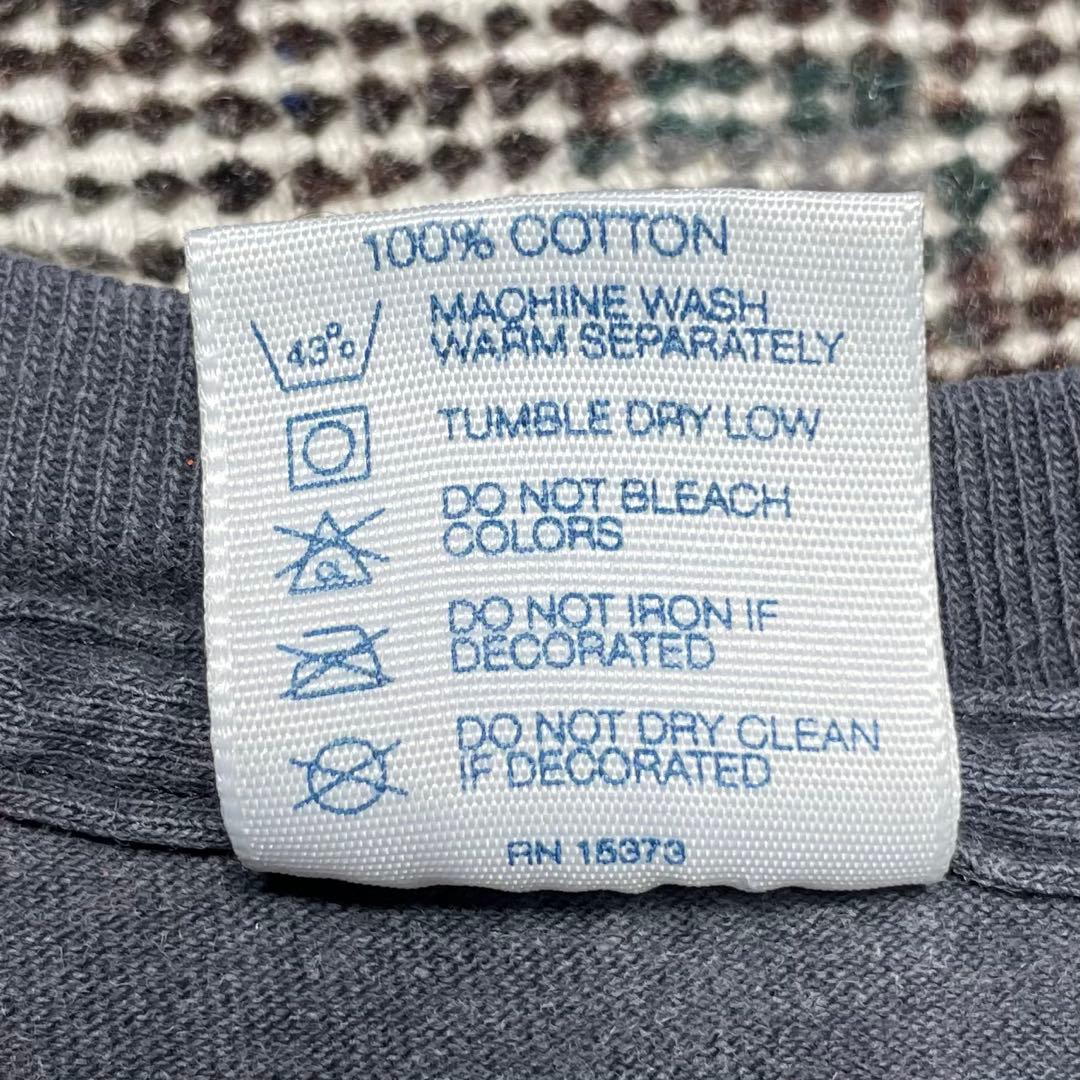 100% COTTON
43°c
MACHINE WASH
WARM SEPARATELY
TUMBLE DRY LOW
DO NOT BLEACH
COLORS
CL
DO NOT IRON IF
DECORATED
DO NOT DRY CLEAN
IF DECORATED
RN 15373